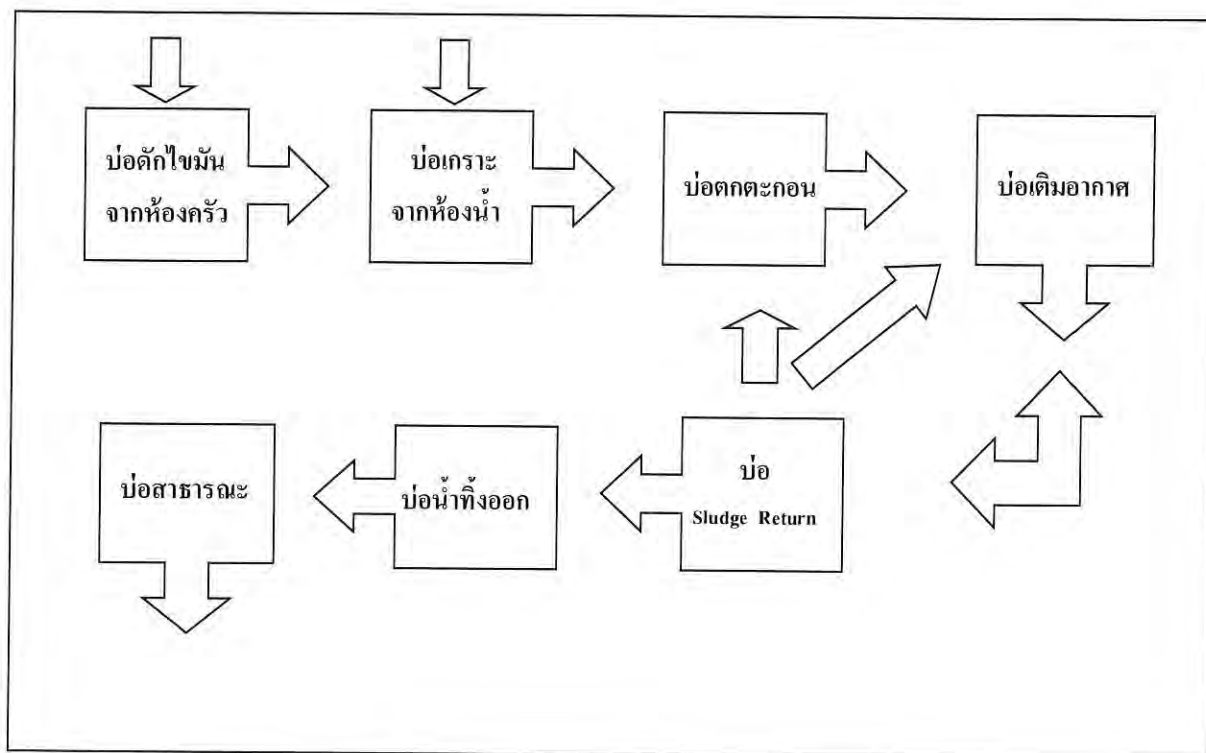 บ่อดักไขมัน
จากห้องครัว
บ่อเกราะ
จากห้องน้ำ
บ่อตกตะกอน
บ่อเติมอากาศ
บ่อสาธารณะ
บ่อน้ำทิ้งออก
บ่อ
Sludge Return